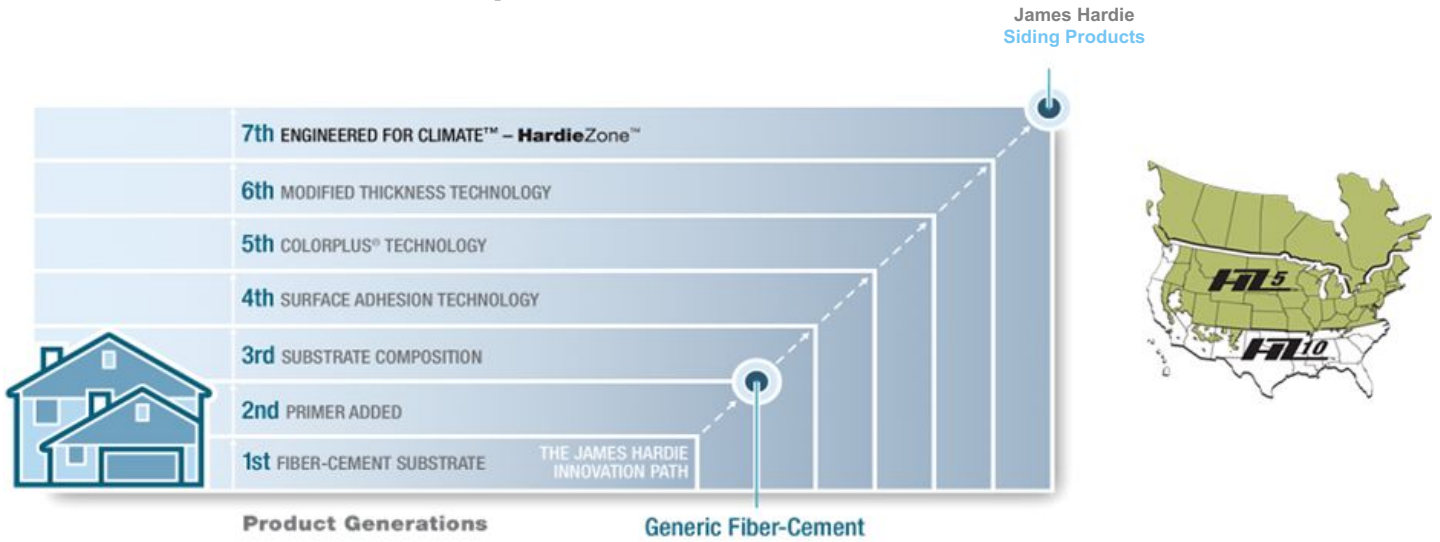 James Hardie
Siding Products
7th ENGINEERED FOR CLIMATE™ – HardieZone™
6th MODIFIED THICKNESS TECHNOLOGY
5th COLORPLUS® TECHNOLOGY
4th SURFACE ADHESION TECHNOLOGY
3rd SUBSTRATE COMPOSITION
2nd PRIMER ADDED
1st FIBER-CEMENT SUBSTRATE
THE JAMES HARDIE
INNOVATION PATH
Product Generations
Generic Fiber-Cement
HZ5
HZ10